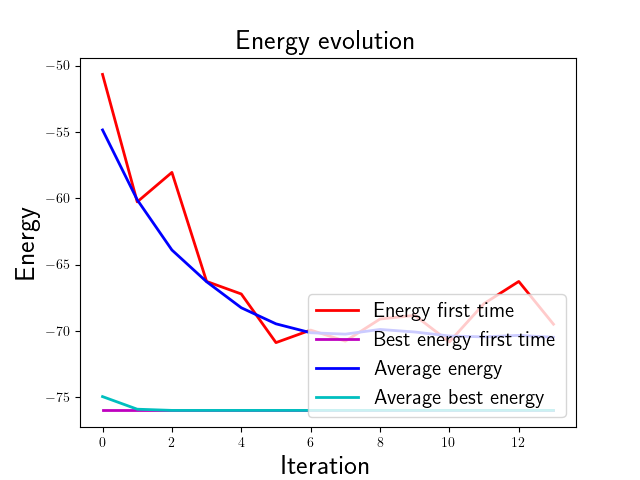 Energy evolution
Energy
−50
−55
−60
−65
−70
−75
Energy first time
Best energy first time
Average energy
Average best energy
0 2 4 6 8 10 12
Iteration